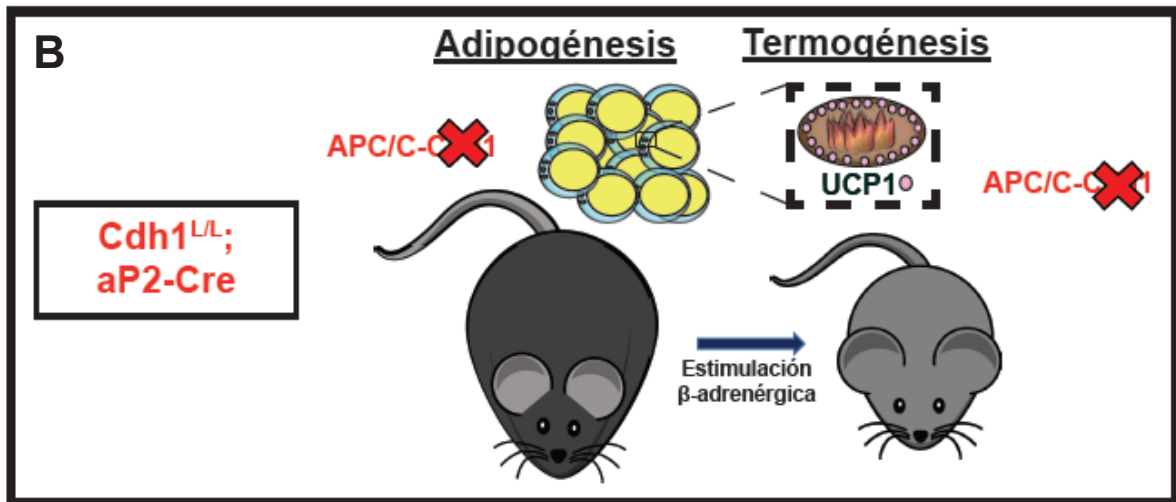 B
Adipogénesis
Termogénesis
APC/C-C 1
UCP1
APC/C-C 1
Cdh1L/L;
aP2-Cre
Estimulación
β-adrenérgica